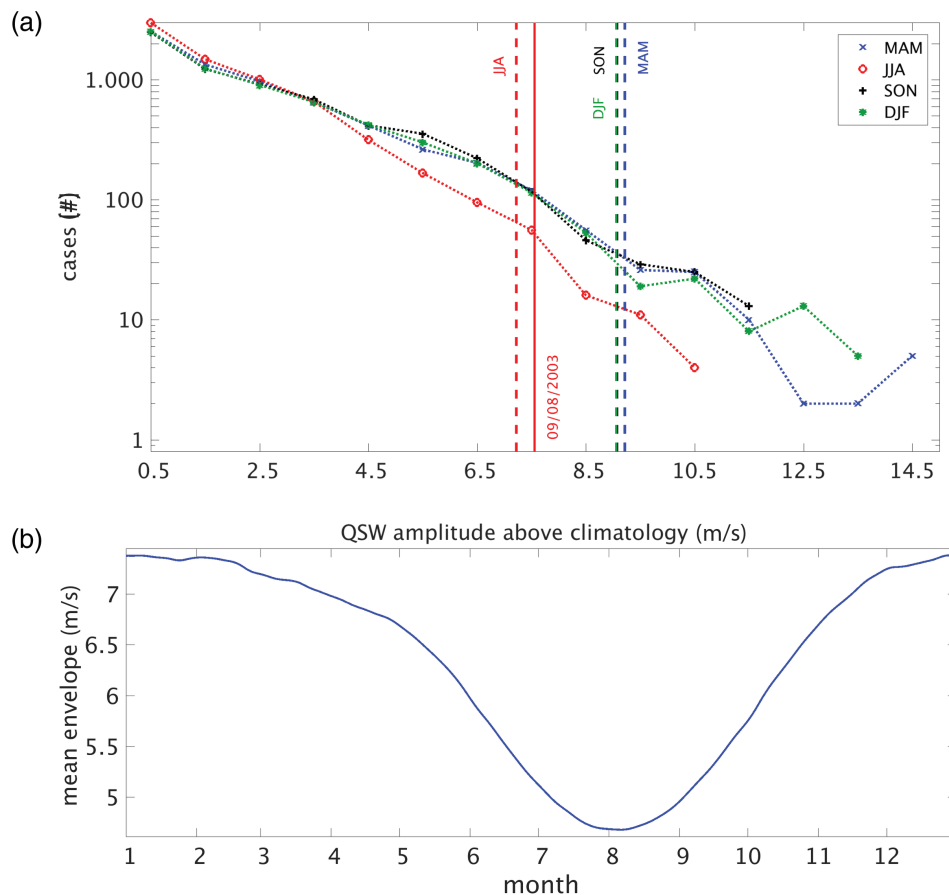 (a)
cases (#)
1.000
100
10
1
JJA
09/08/2003
SON
DJF
MAM
MAM
JJA
SON
DJF
0.5 2.5 4.5 6.5 8.5 10.5 12.5 14.5
QSW amplitude above climatology (m/s)
(b)
mean envelope (m/s)
7
6.5
6
5.5
5
1 2 3 4 5 6 7 8 9 10 11 12
month